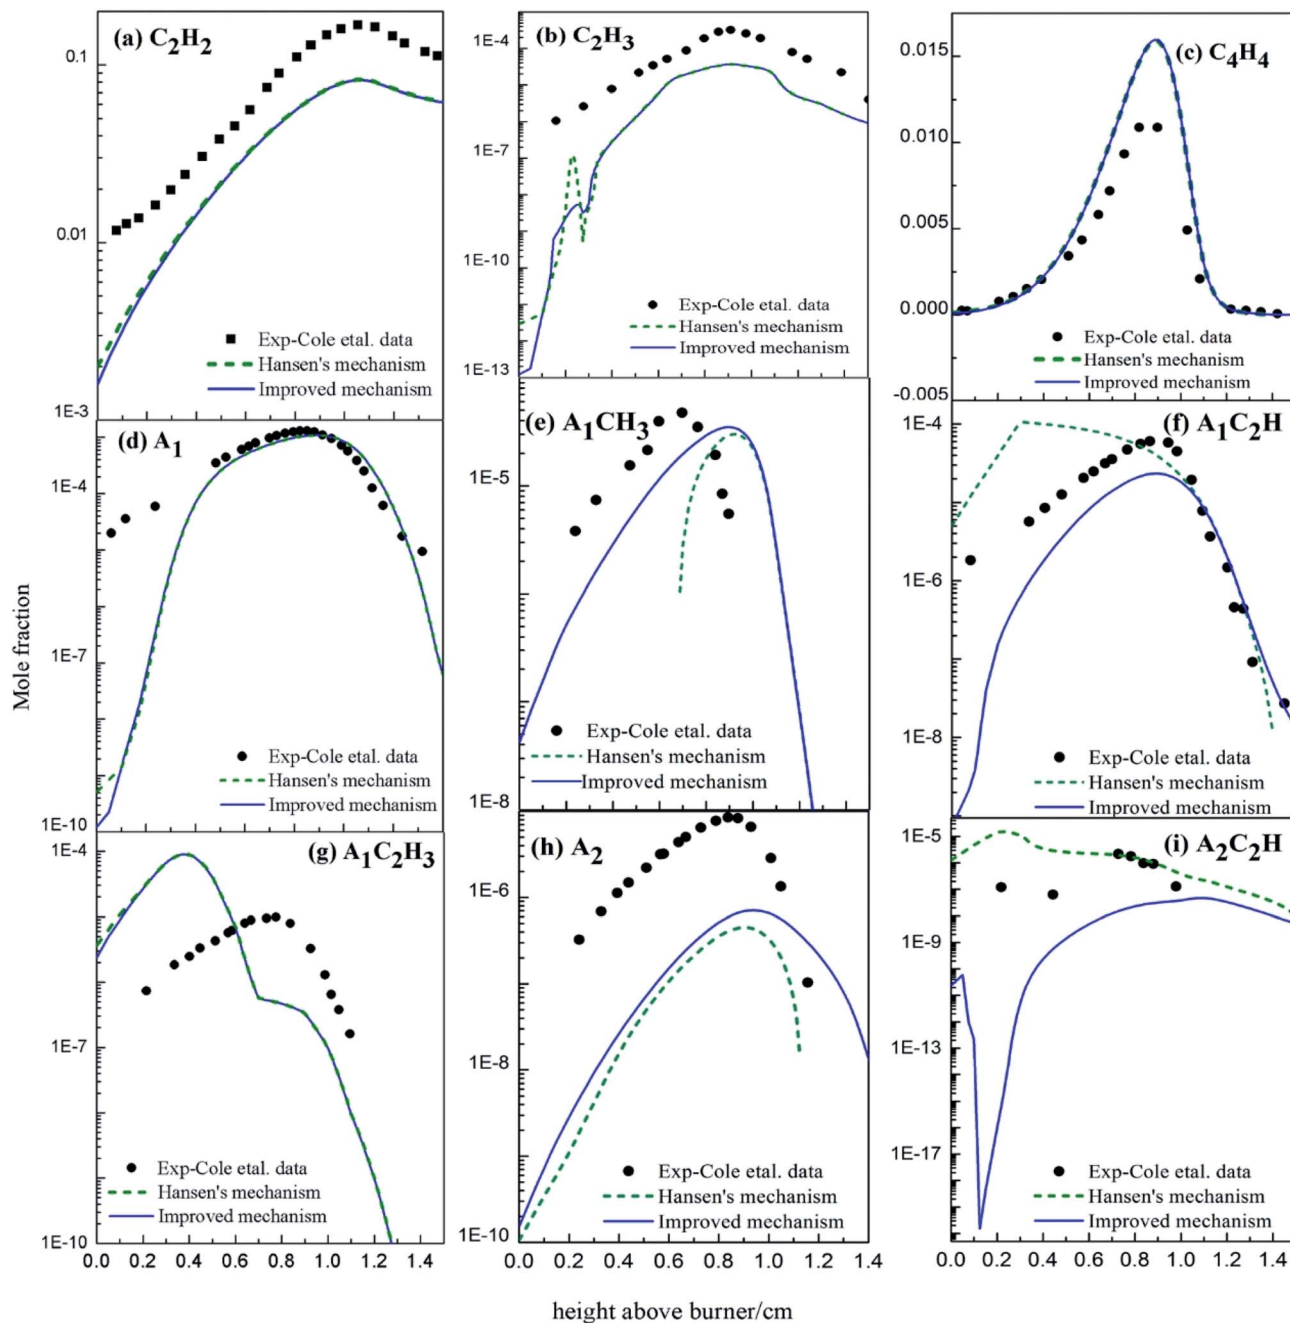 (a) C₂H₂
0.1
0.01
1E-3
Exp-Cole etal. data
Hansen's mechanism
Improved mechanism
(b) C₂H₃
1E-4
1E-7
1E-10
1E-13
Exp-Cole etal. data
Hansen's mechanism
Improved mechanism
(c) C₄H₄
0.015
0.010
0.005
0.000
-0.005
Exp-Cole etal. data
Hansen's mechanism
Improved mechanism
(d) A₁
1E-4
1E-7
1E-10
Exp-Cole etal. data
Hansen's mechanism
Improved mechanism
(e) A₁CH₃
1E-5
1E-8
Exp-Cole etal. data
Hansen's mechanism
Improved mechanism
(f) A₁C₂H
1E-4
1E-6
1E-8
Exp-Cole etal. data
Hansen's mechanism
Improved mechanism
Mole fraction
(g) A₁C₂H₃
1E-4
1E-7
1E-10
Exp-Cole etal. data
Hansen's mechanism
Improved mechanism
0.0 0.2 0.4 0.6 0.8 1.0 1.2 1.4
(h) A₂
1E-6
1E-8
1E-10
Exp-Cole etal. data
Hansen's mechanism
Improved mechanism
0.0 0.2 0.4 0.6 0.8 1.0 1.2 1.4
(i) A₂C₂H
1E-5
1E-9
1E-13
1E-17
Exp-Cole etal. data
Hansen's mechanism
Improved mechanism
0.0 0.2 0.4 0.6 0.8 1.0 1.2 1.4
height above burner/cm